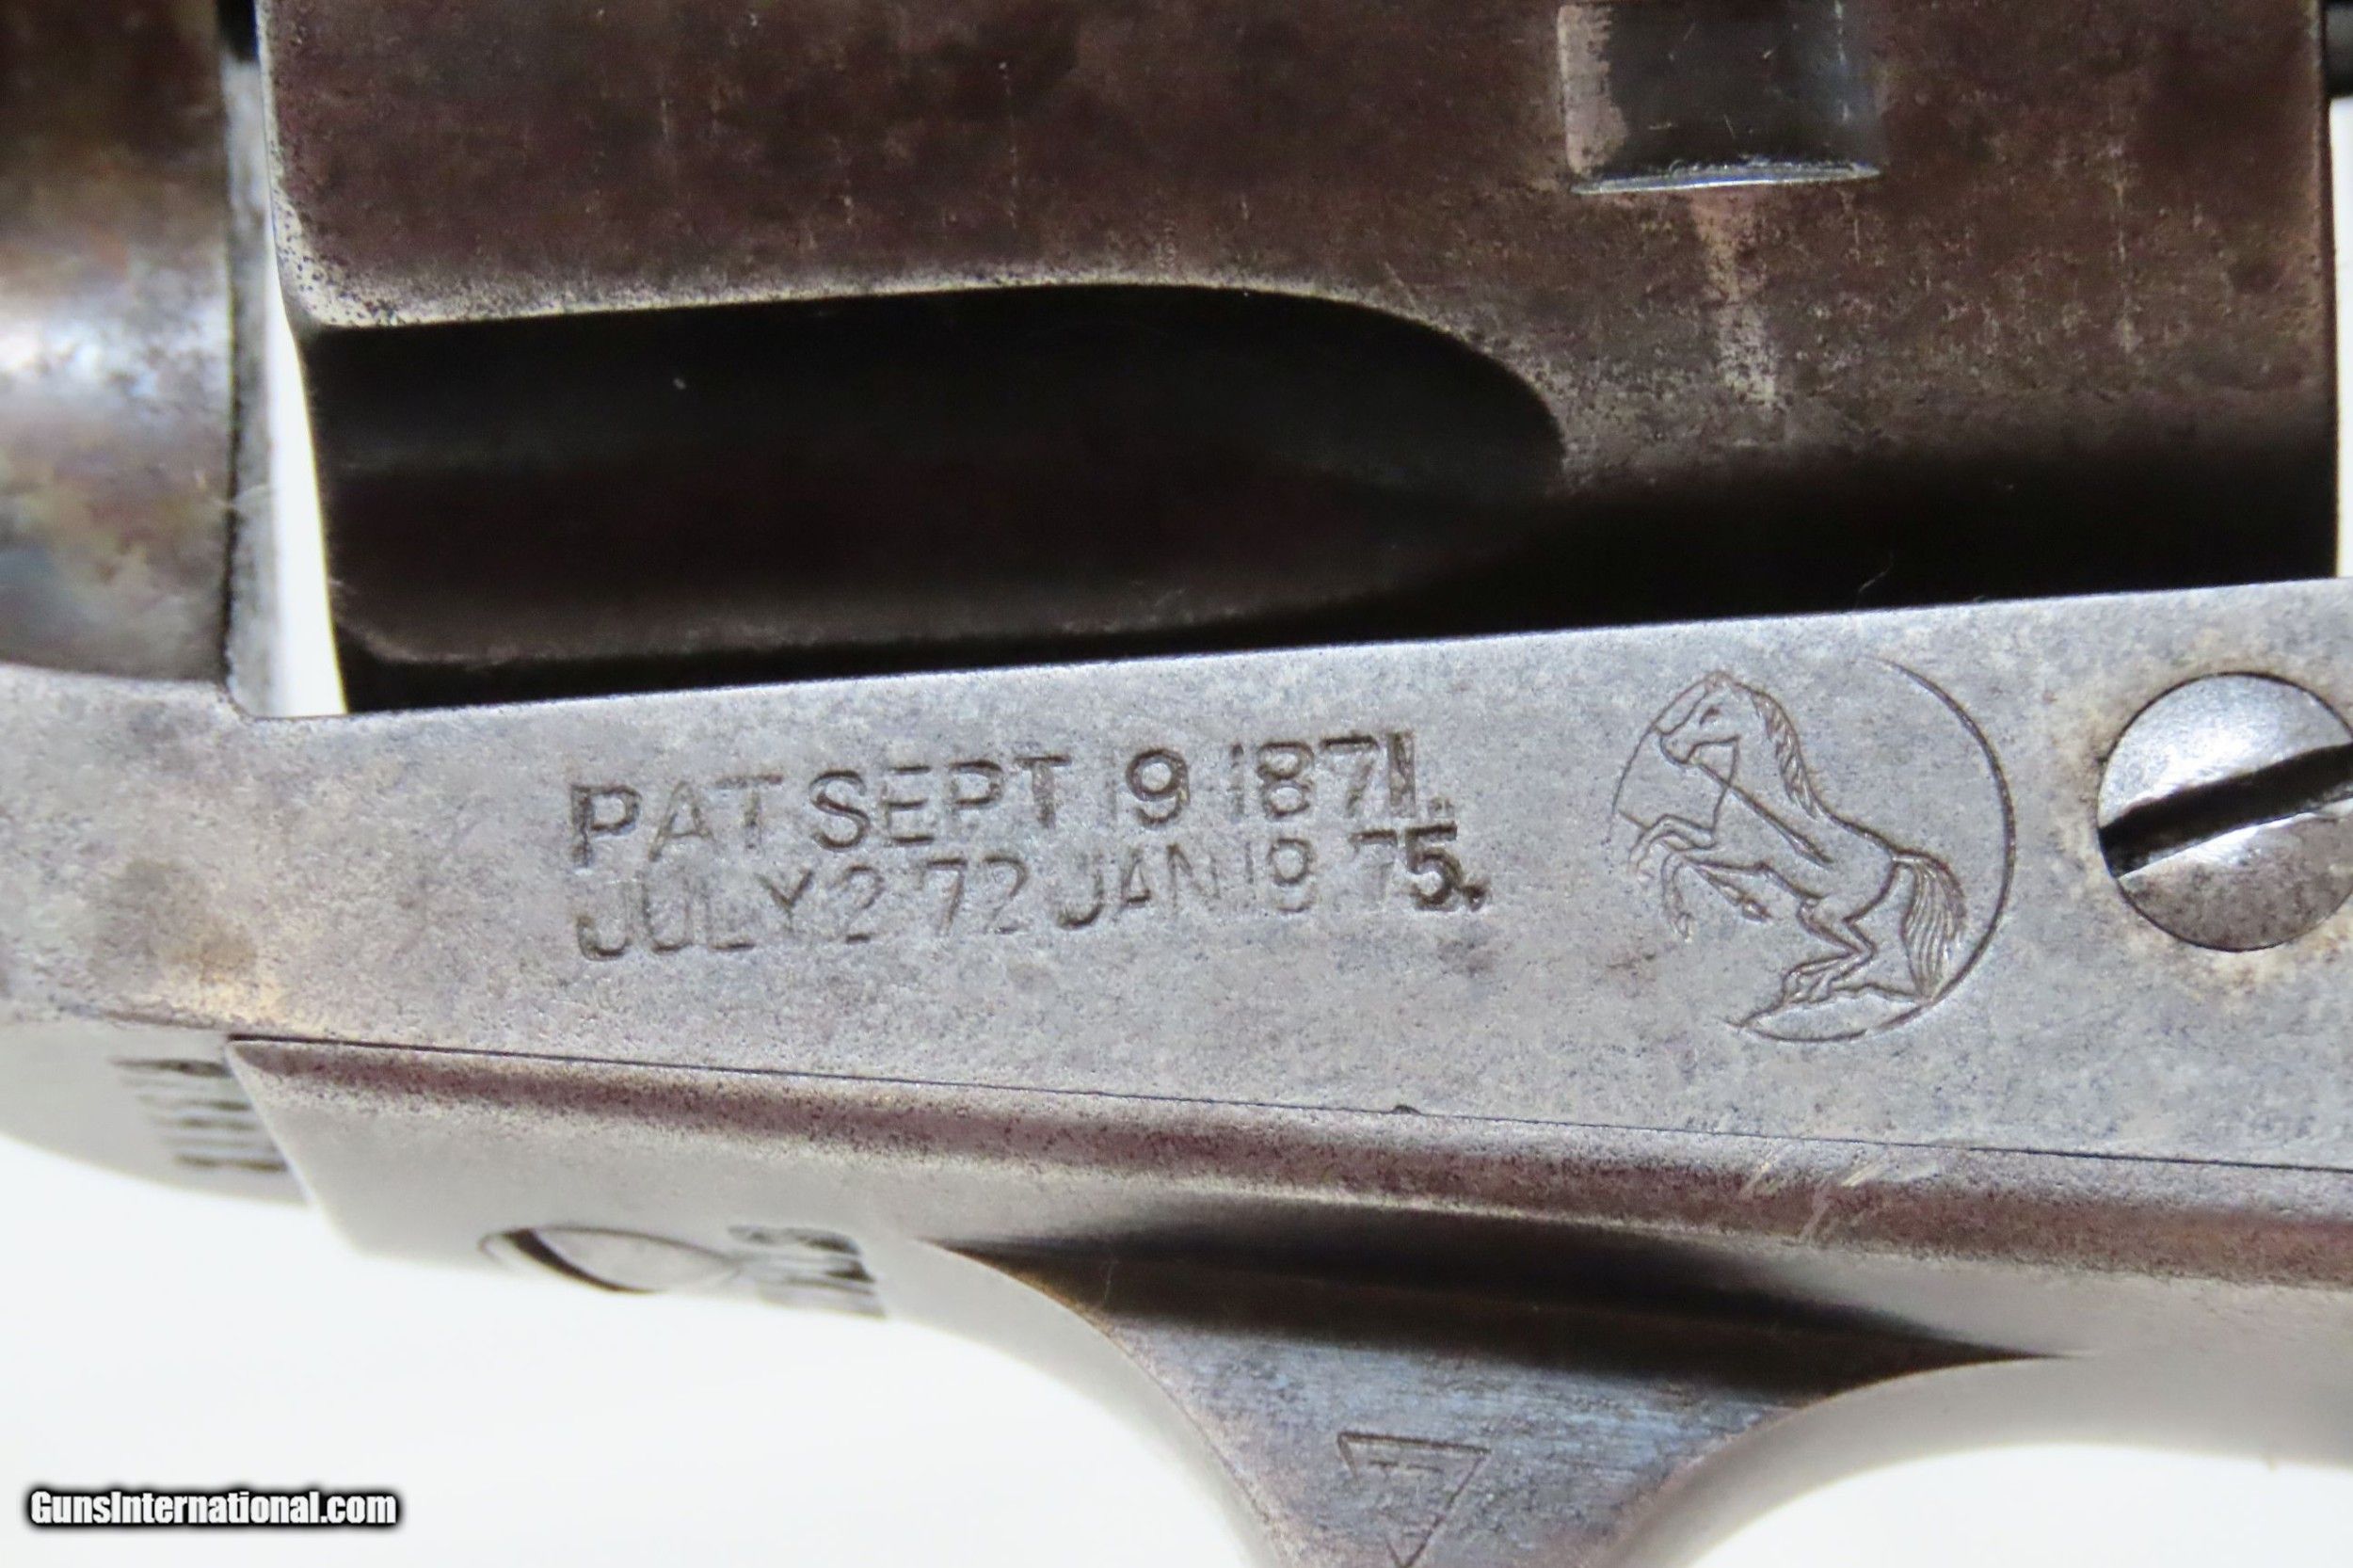 PAT SEPT 19 1871.
JULY 2 72 JAN 19 75.
GunsInternational.com